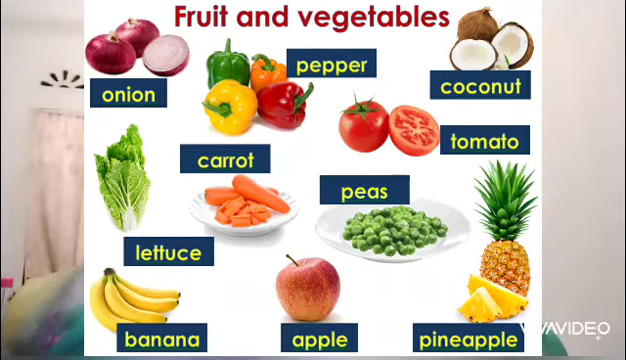 Fruit and vegetables
onion
pepper
coconut
tomato
carrot
peas
lettuce
banana
apple
pineapple
VIVAVIDEO